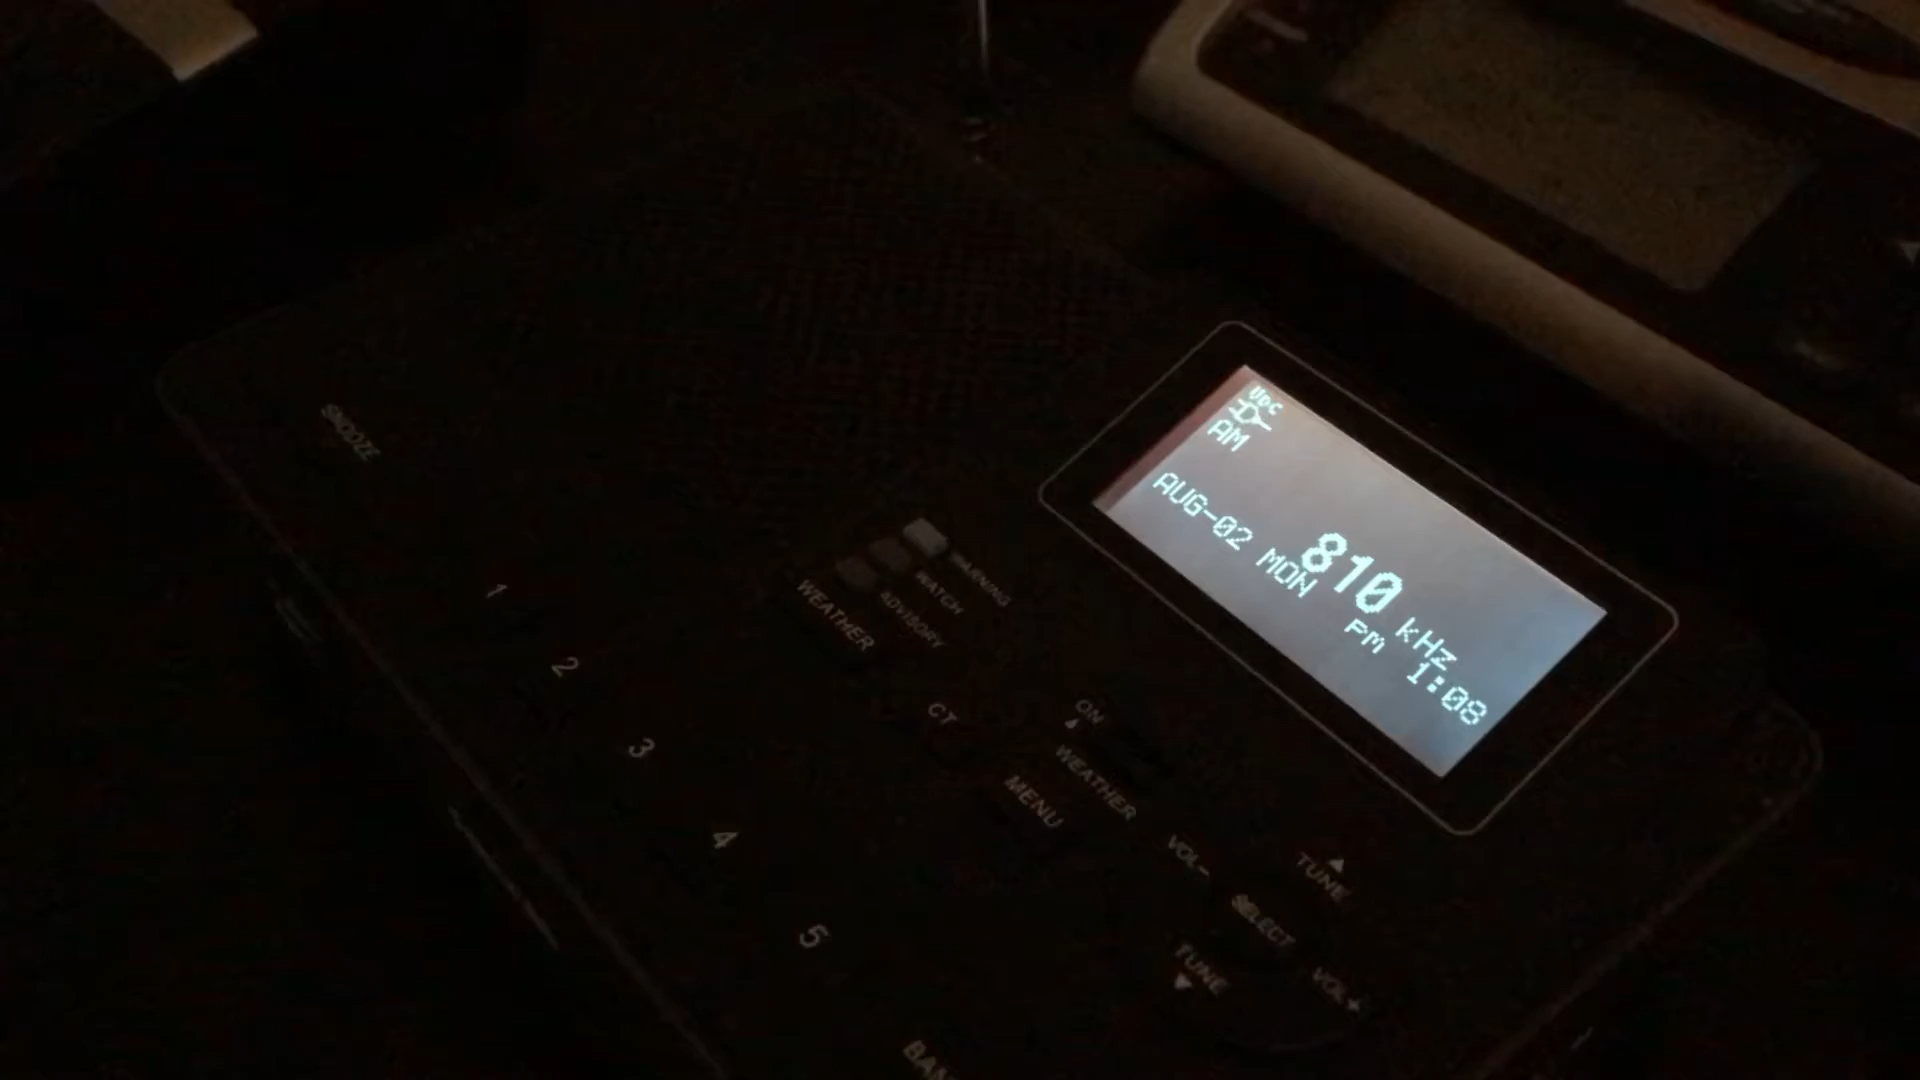 VDC
AM
810 kHz
AUG-02 MON PM 1:08
SNOOZE
WARNING
WATCH
ADVISORY
WEATHER
CT
MENU
ON
WEATHER
VOL-
TUNE
SELECT
TUNE
VOL+
1
2
3
4
5